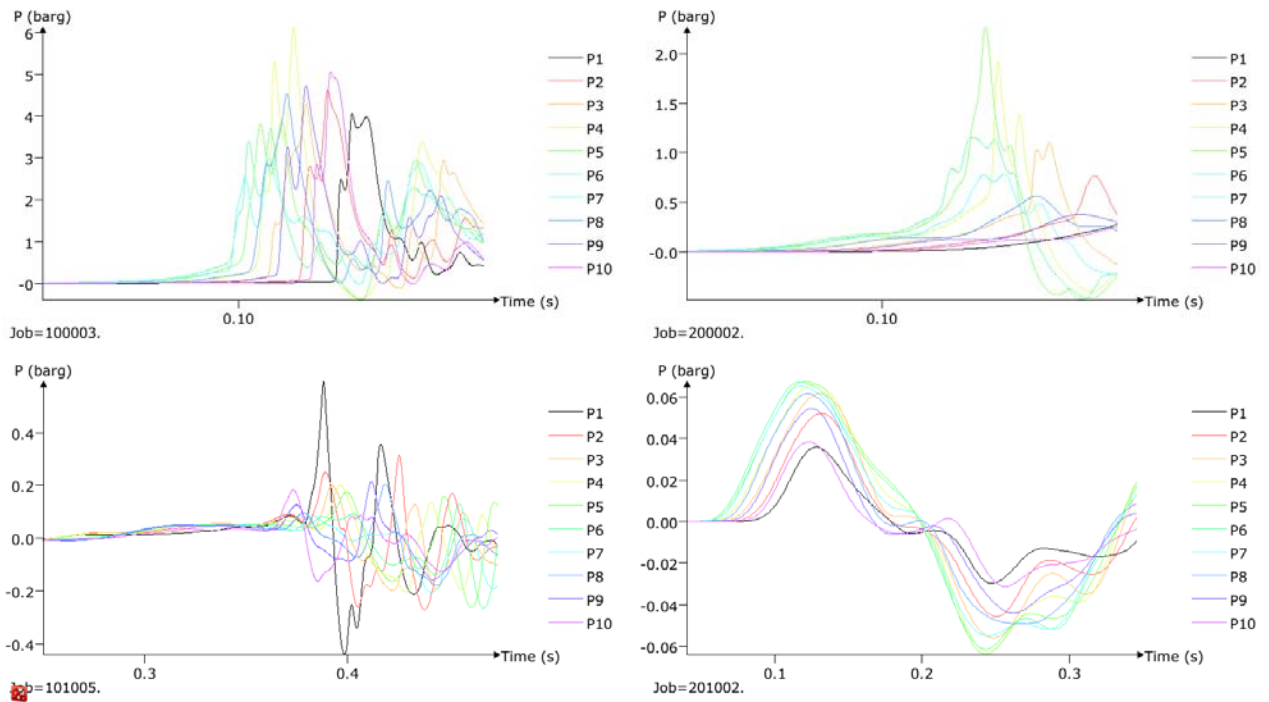 P (barg)
6
5
4
3
2
1
-0
0.10
Time (s)
P1
P2
P3
P4
P5
P6
P7
P8
P9
P10
Job=100003.
P (barg)
2.0
1.5
1.0
0.5
-0.0
0.10
Time (s)
P1
P2
P3
P4
P5
P6
P7
P8
P9
P10
Job=200002.
P (barg)
0.4
0.2
0.0
-0.2
-0.4
0.3
0.4
Time (s)
P1
P2
P3
P4
P5
P6
P7
P8
P9
P10
Job=101005.
P (barg)
0.06
0.04
0.02
0.00
-0.02
-0.04
-0.06
0.1
0.2
0.3
Time (s)
P1
P2
P3
P4
P5
P6
P7
P8
P9
P10
Job=201002.